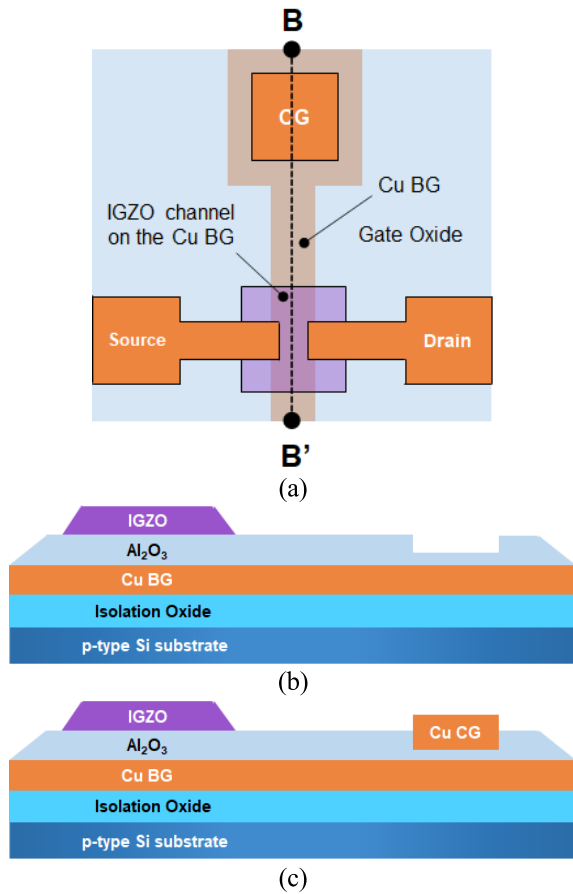 B
CG
Cu BG
IGZO channel
on the Cu BG
Gate Oxide
Source
Drain
B’
(a)
IGZO
Al₂O₃
Cu BG
Isolation Oxide
p-type Si substrate
(b)
IGZO
Cu CG
Al₂O₃
Cu BG
Isolation Oxide
p-type Si substrate
(c)